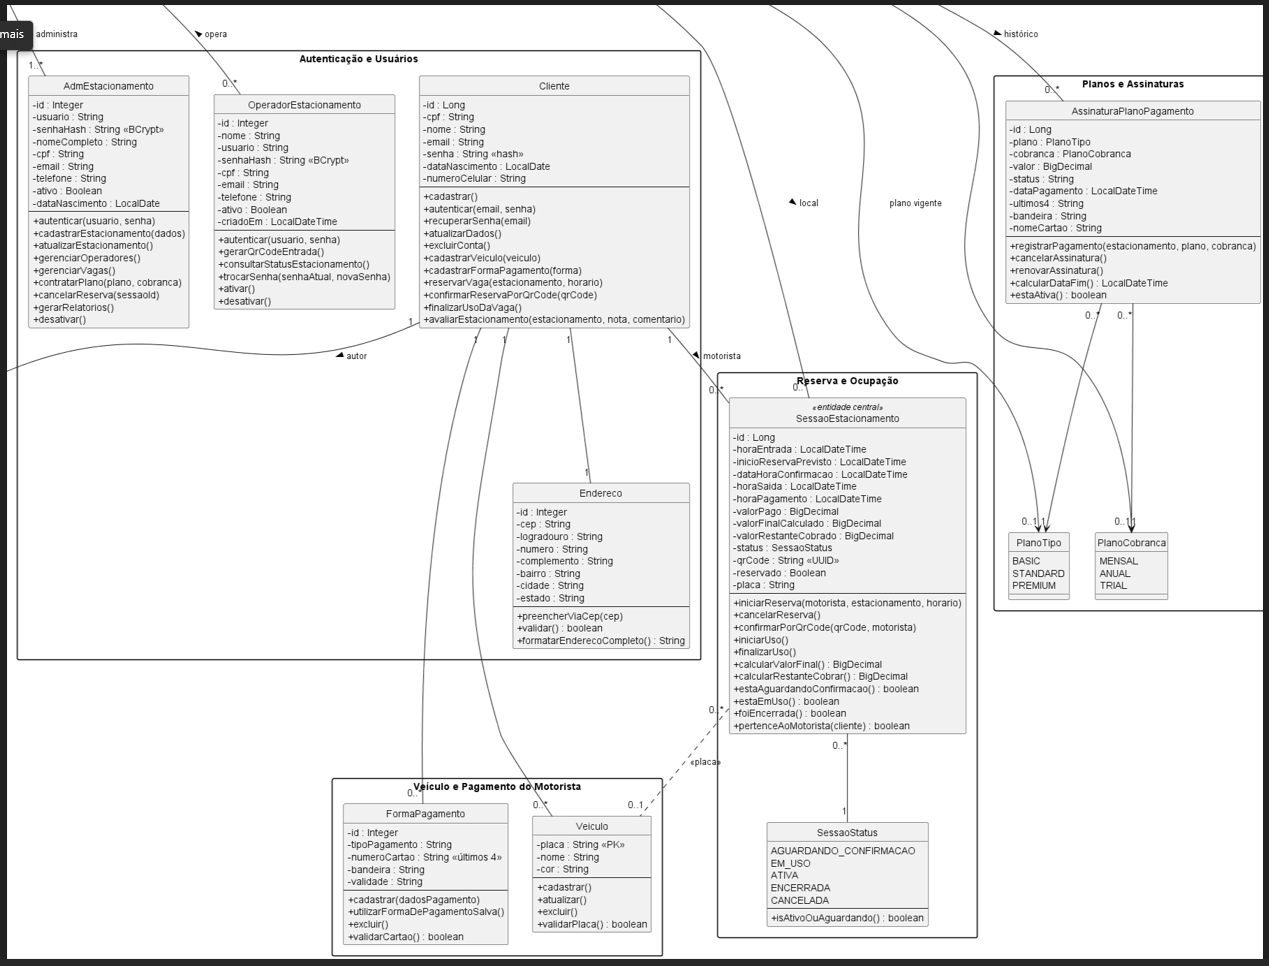 mais
administra
1..*
opera
0..*
histórico
0..*
Autenticação e Usuários
AdmEstacionamento
-id : Integer
-usuario : String
-senhaHash : String «BCrypt»
-nomeCompleto : String
-cpf : String
-email : String
-telefone : String
-ativo : Boolean
-dataNascimento : LocalDate
+autenticar(usuario, senha)
+cadastrarEstacionamento(dados)
+atualizarEstacionamento()
+gerenciarOperadores()
+gerenciarVagas()
+contratarPlano(plano, cobranca)
+cancelarReserva(sessaoId)
+gerarRelatorios()
+desativar()
OperadorEstacionamento
-id : Integer
-nome : String
-usuario : String
-senhaHash : String «BCrypt»
-cpf : String
-email : String
-telefone : String
-ativo : Boolean
-criadoEm : LocalDateTime
+autenticar(usuario, senha)
+gerarQrCodeEntrada()
+consultarStatusEstacionamento()
+trocarSenha(senhaAtual, novaSenha)
+ativar()
+desativar()
Cliente
-id : Long
-cpf : String
-nome : String
-email : String
-senha : String «hash»
-dataNascimento : LocalDate
-numeroCelular : String
+cadastrar()
+autenticar(email, senha)
+recuperarSenha(email)
+atualizarDados()
+excluirConta()
+cadastrarVeiculo(veiculo)
+cadastrarFormaPagamento(forma)
+reservarVaga(estacionamento, horario)
+confirmarReservaPorQrCode(qrCode)
+finalizarUsoDaVaga()
+avaliarEstacionamento(estacionamento, nota, comentario)
local
plano vigente
Planos e Assinaturas
AssinaturaPlanoPagamento
-id : Long
-plano : PlanoTipo
-cobranca : PlanoCobranca
-valor : BigDecimal
-status : String
-dataPagamento : LocalDateTime
-ultimos4 : String
-bandeira : String
-nomeCartao : String
+registrarPagamento(estacionamento, plano, cobranca)
+cancelarAssinatura()
+renovarAssinatura()
+calcularDataFim() : LocalDateTime
+estaAtiva() : boolean
0..*
0..*
1
autor
1
1
1
1
motorista
0..*
0..
1
Endereco
-id : Integer
-cep : String
-logradouro : String
-numero : String
-complemento : String
-bairro : String
-cidade : String
-estado : String
+preencherViaCep(cep)
+validar() : boolean
+formatarEnderecoCompleto() : String
Reserva e Ocupação
«entidade central»
SessaoEstacionamento
-id : Long
-horaEntrada : LocalDateTime
-inicioReservaPrevisto : LocalDateTime
-dataHoraConfirmacao : LocalDateTime
-horaSaida : LocalDateTime
-horaPagamento : LocalDateTime
-valorPago : BigDecimal
-valorFinalCalculado : BigDecimal
-valorRestanteCobrado : BigDecimal
-status : SessaoStatus
-qrCode : String «UUID»
-reservado : Boolean
-placa : String
+iniciarReserva(motorista, estacionamento, horario)
+cancelarReserva()
+confirmarPorQrCode(qrCode, motorista)
+iniciarUso()
+finalizarUso()
+calcularValorFinal() : BigDecimal
+calcularRestanteCobrar() : BigDecimal
+estaAguardandoConfirmacao() : boolean
+estaEmUso() : boolean
+foiEncerrada() : boolean
+pertenceAoMotorista(cliente) : boolean
0..1
1
PlanoTipo
BASIC
STANDARD
PREMIUM
0..1
1
PlanoCobranca
MENSAL
ANUAL
TRIAL
0..*
«placa»
0..1
0..*
1
SessaoStatus
AGUARDANDO_CONFIRMACAO
EM_USO
ATIVA
ENCERRADA
CANCELADA
+isAtivoOuAguardando() : boolean
Veículo e Pagamento do Motorista
0..*
FormaPagamento
-id : Integer
-tipoPagamento : String
-numeroCartao : String «últimos 4»
-bandeira : String
-validade : String
+cadastrar(dadosPagamento)
+utilizarFormaDePagamentoSalva()
+excluir()
+validarCartao() : boolean
0..*
Veiculo
-placa : String «PK»
-nome : String
-cor : String
+cadastrar()
+atualizar()
+excluir()
+validarPlaca() : boolean